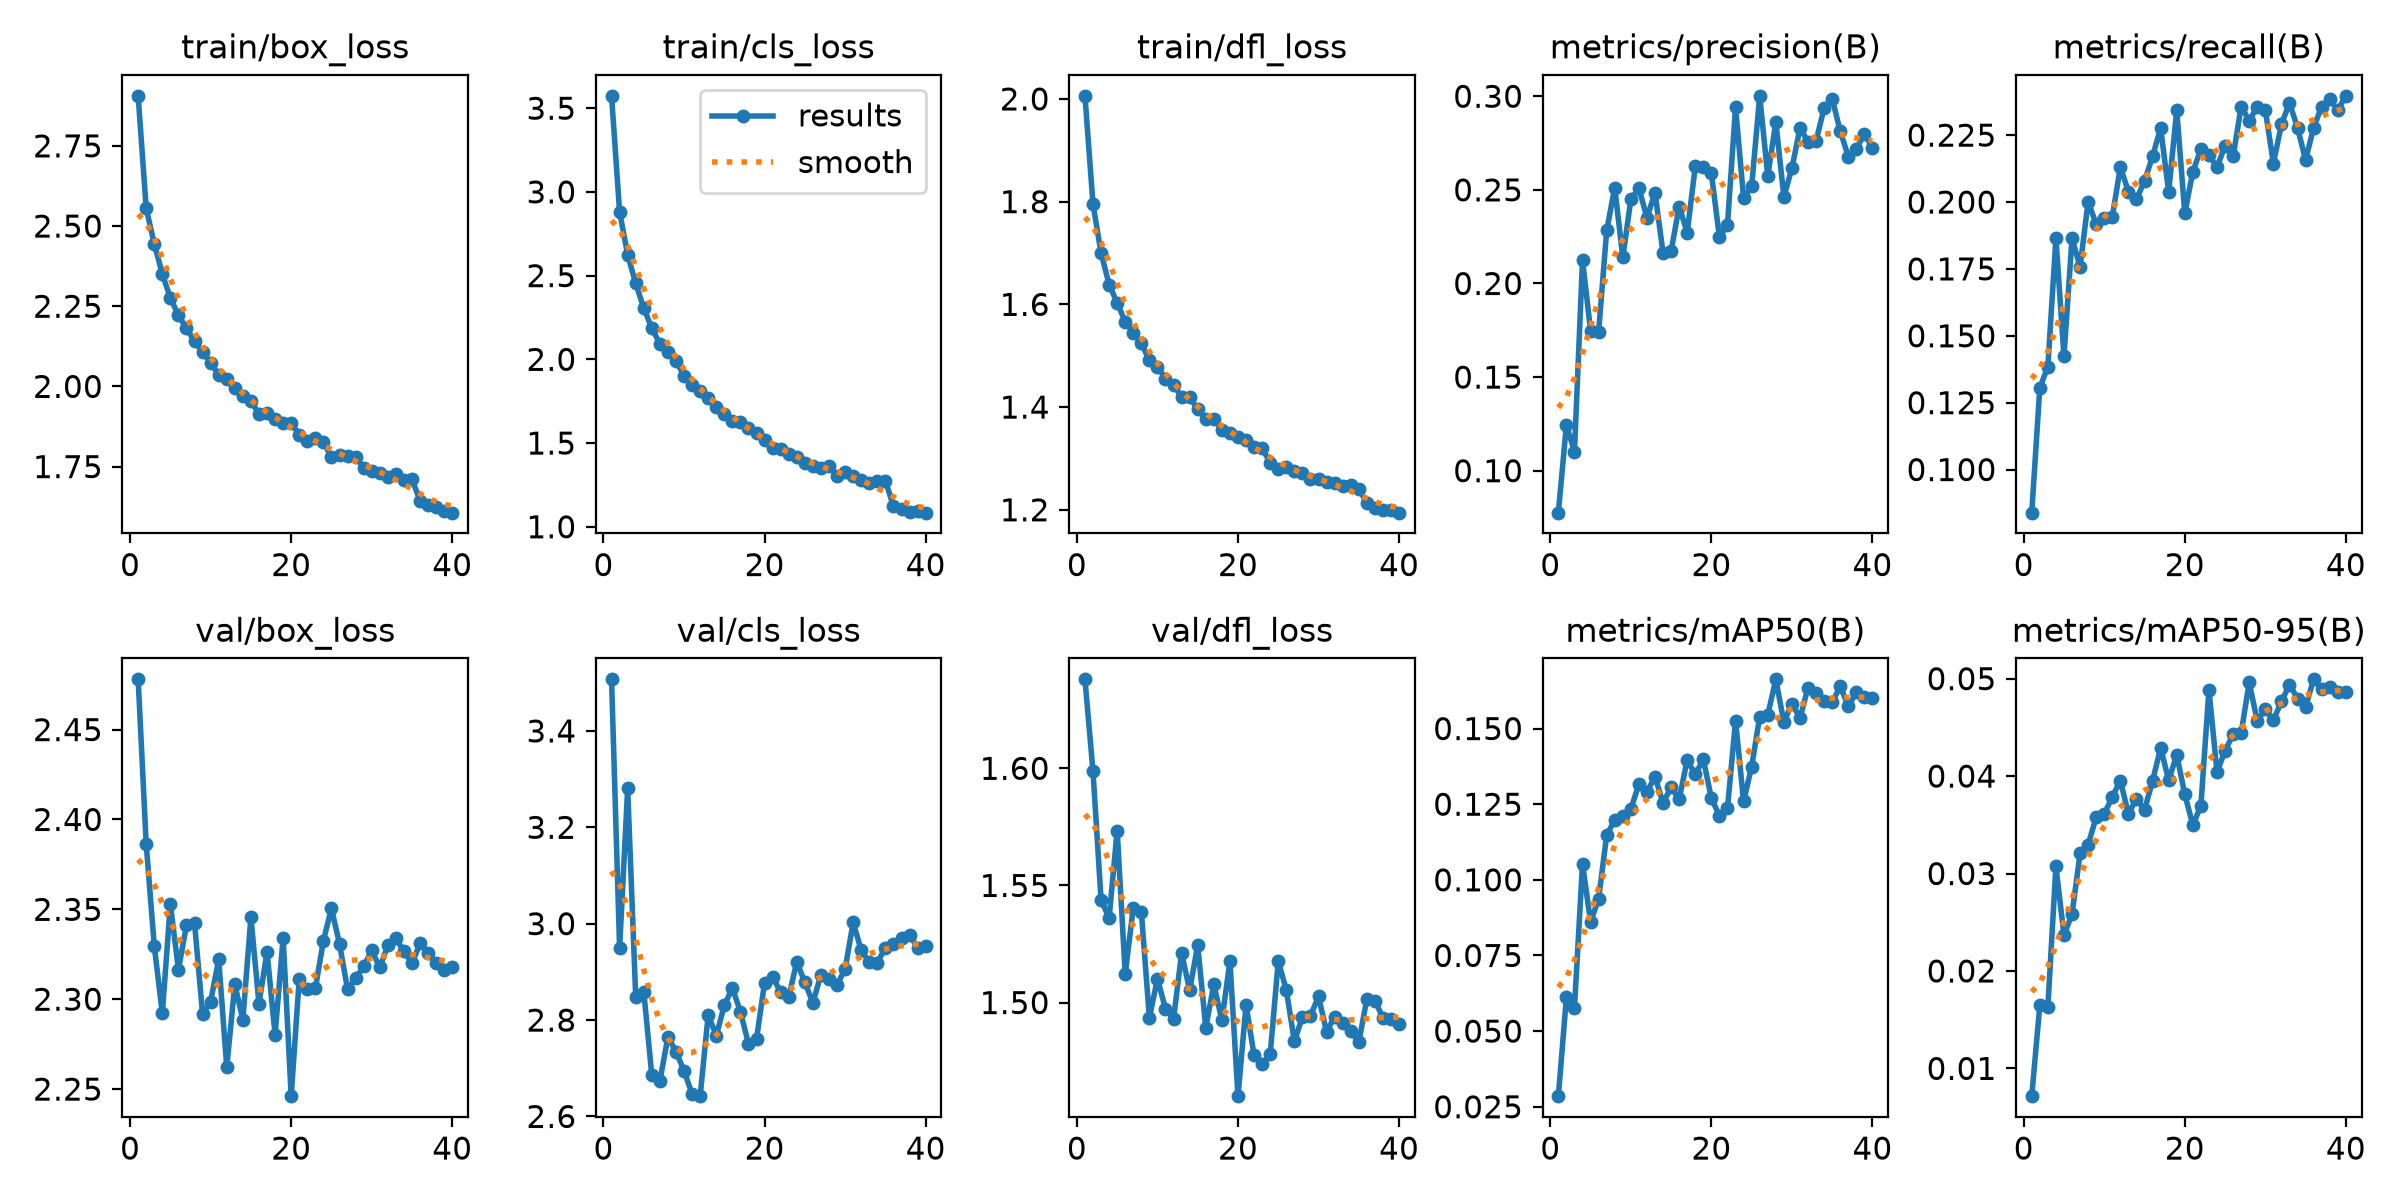 train/box_loss
train/cls_loss
train/dfl_loss
metrics/precision(B)
metrics/recall(B)
2.75
2.50
2.25
2.00
1.75
0 20 40
3.5
3.0
2.5
2.0
1.5
1.0
0 20 40
results
smooth
2.0
1.8
1.6
1.4
1.2
0 20 40
0.30
0.25
0.20
0.15
0.10
0 20 40
0.225
0.200
0.175
0.150
0.125
0.100
0 20 40
val/box_loss
val/cls_loss
val/dfl_loss
metrics/mAP50(B)
metrics/mAP50-95(B)
2.45
2.40
2.35
2.30
2.25
0 20 40
3.4
3.2
3.0
2.8
2.6
0 20 40
1.60
1.55
1.50
0 20 40
0.150
0.125
0.100
0.075
0.050
0.025
0 20 40
0.05
0.04
0.03
0.02
0.01
0 20 40